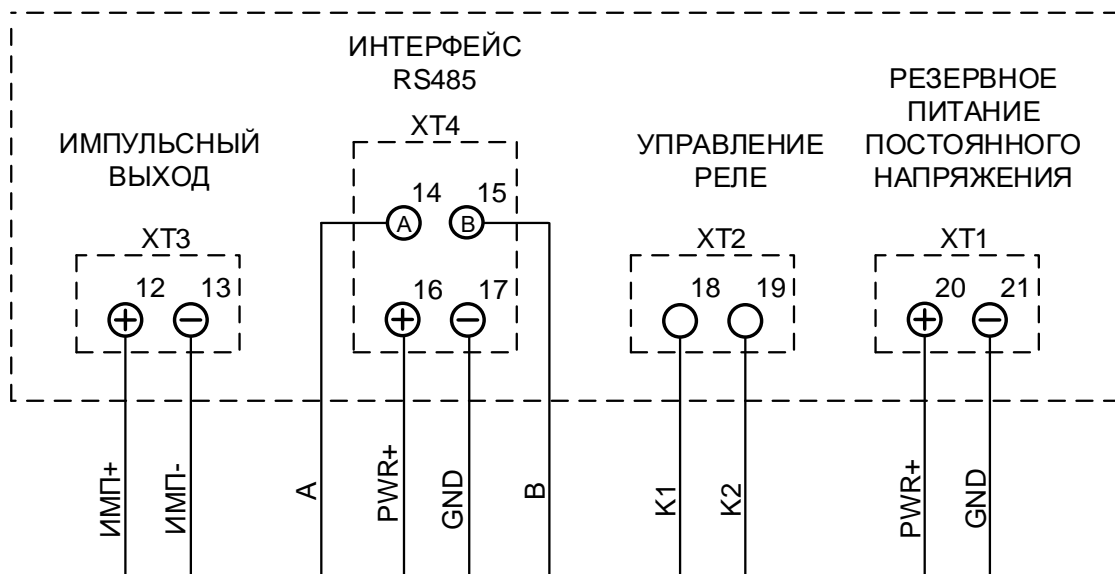 ИНТЕРФЕЙС
RS485
XT4
14
15
A
B
16
17
+
−
ИМПУЛЬСНЫЙ
ВЫХОД
XT3
12
13
+
−
УПРАВЛЕНИЕ
РЕЛЕ
XT2
18
19
РЕЗЕРВНОЕ
ПИТАНИЕ
ПОСТОЯННОГО
НАПРЯЖЕНИЯ
XT1
20
21
+
−
ИМП+
ИМП-
A
PWR+
GND
B
K1
K2
PWR+
GND